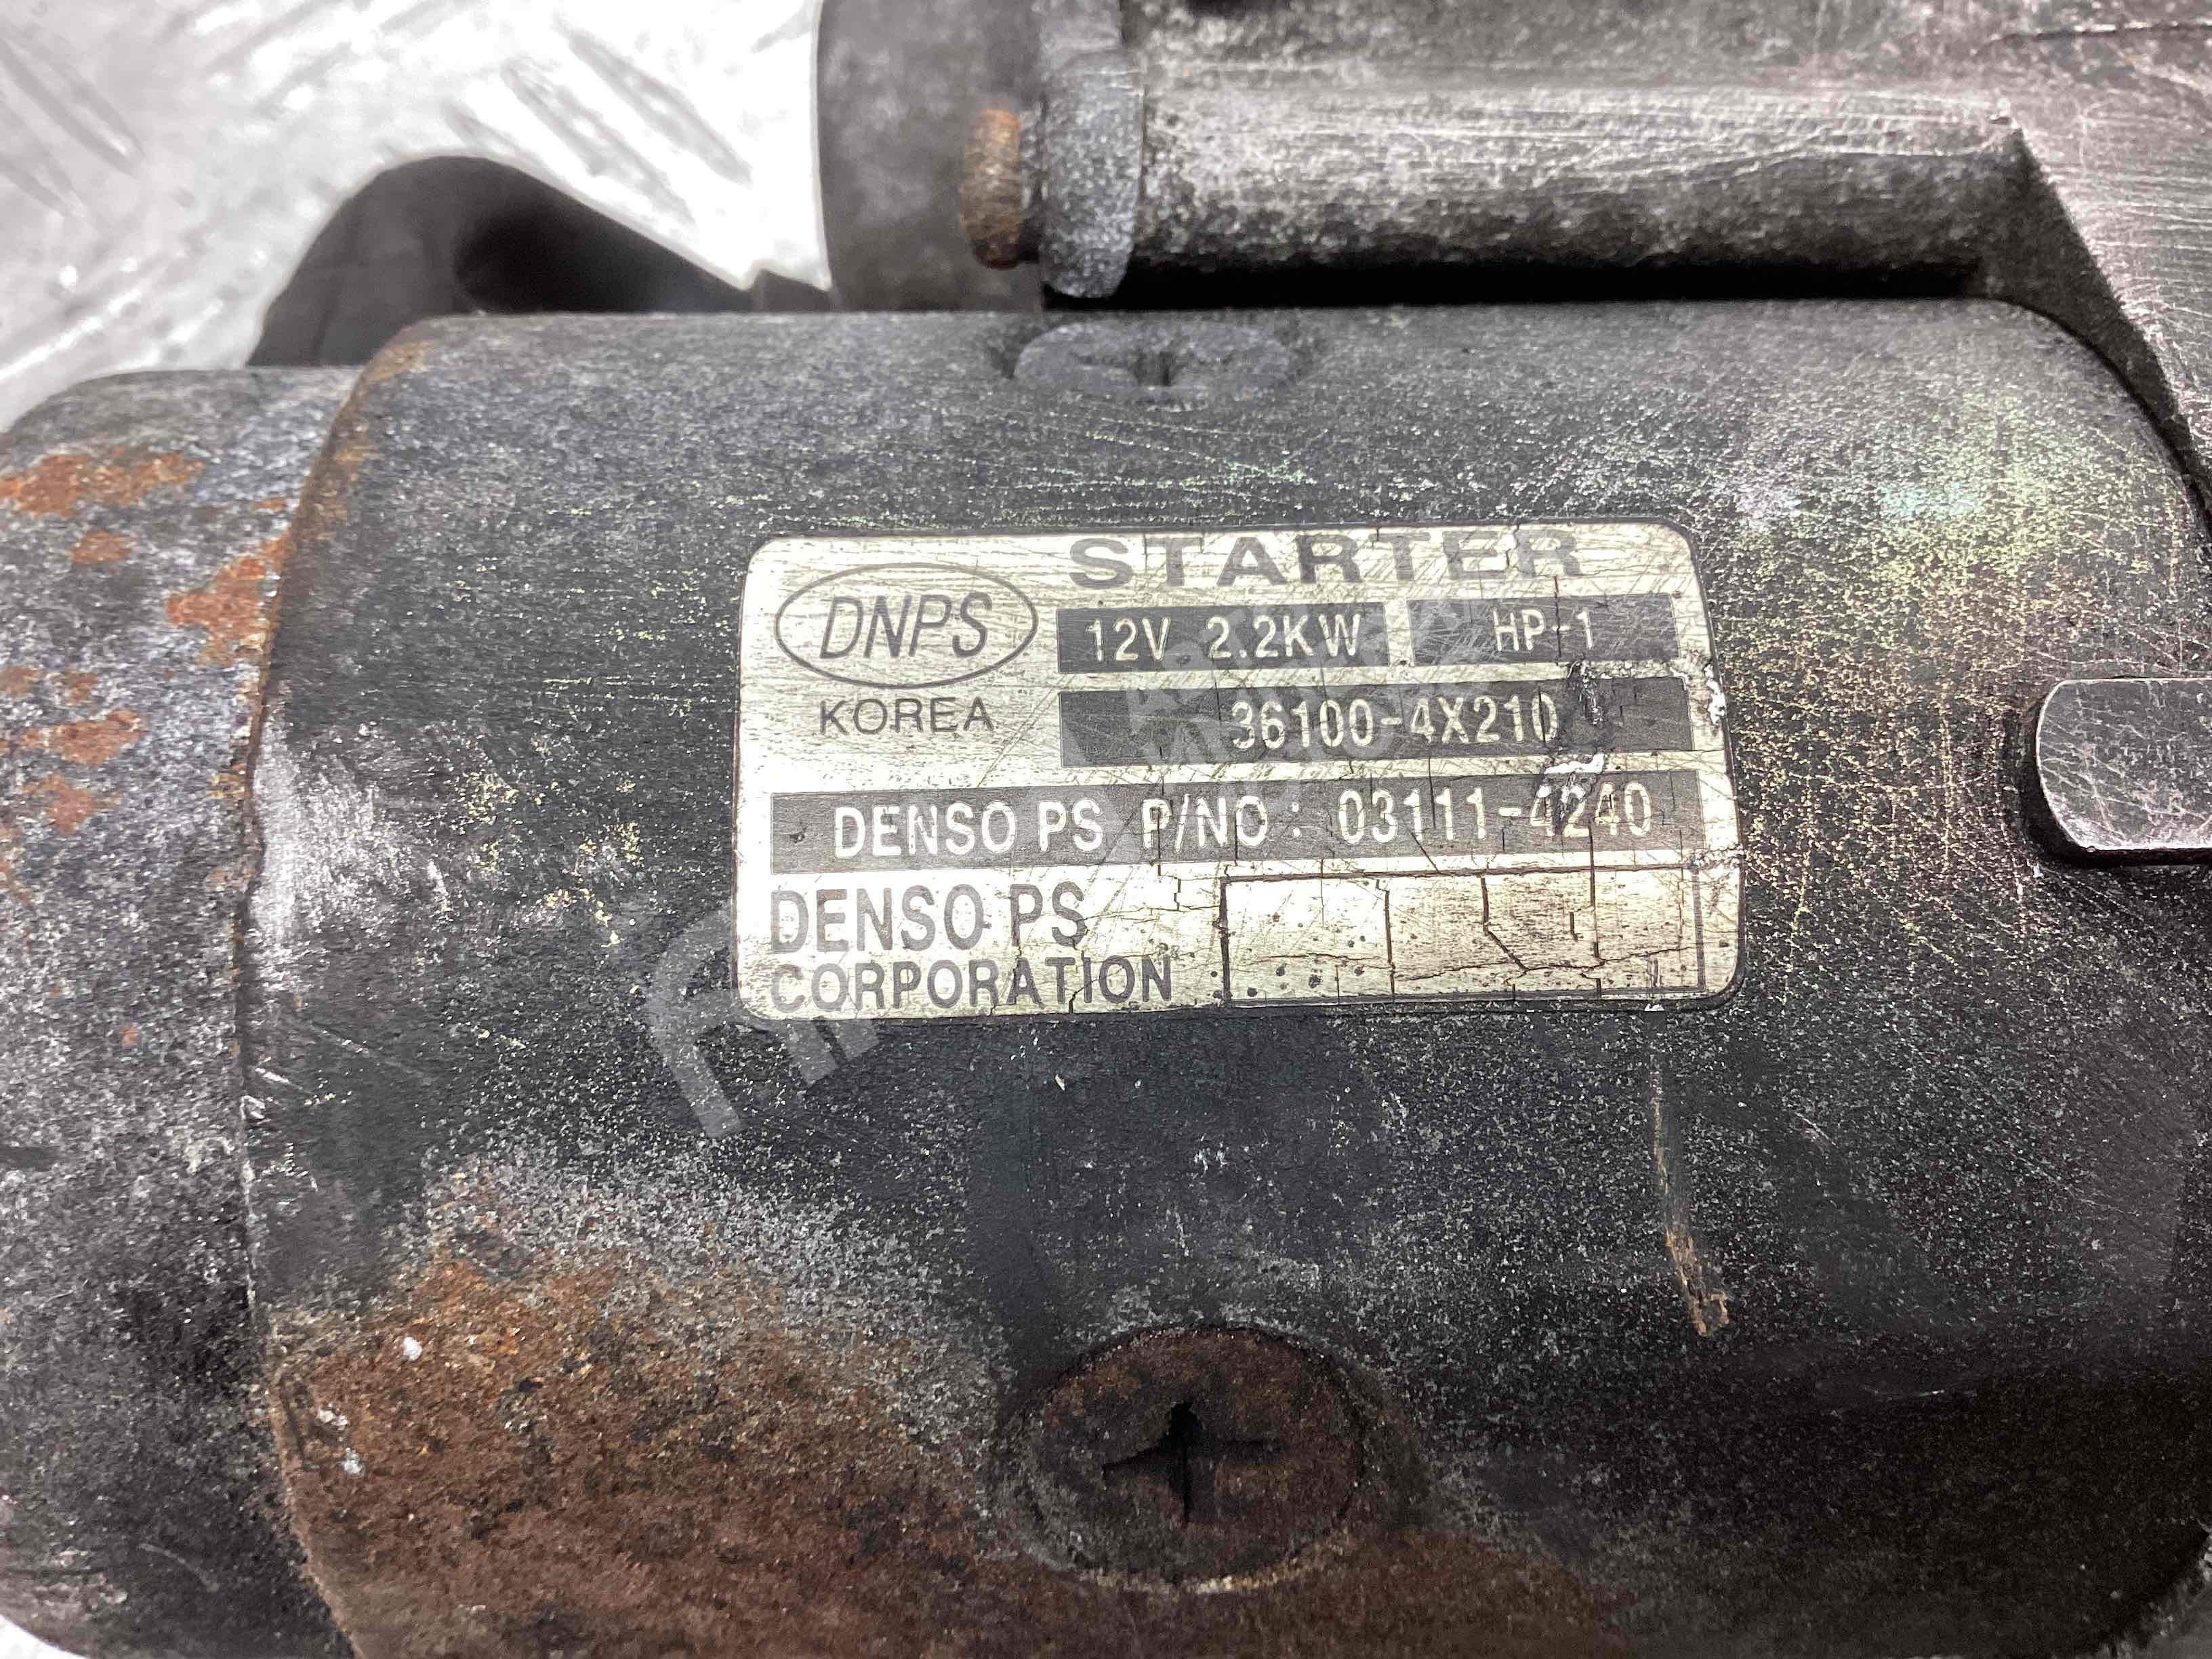 STARTER
DNPS
12V 2.2KW HP-1
KOREA
36100-4X210
DENSO PS P/NO : 03111-4240
DENSO PS
CORPORATION